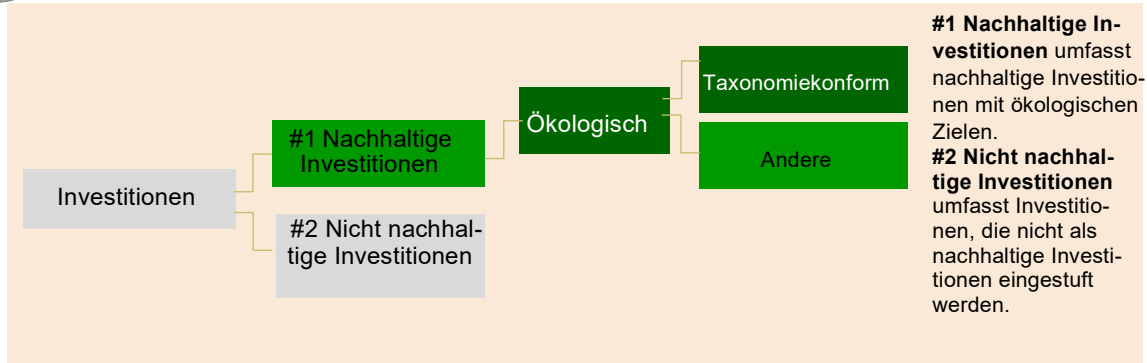 Investitionen
#1 Nachhaltige
Investitionen
#2 Nicht nachhal-
tige Investitionen
Ökologisch
Taxonomiekonform
Andere
#1 Nachhaltige In-
vestitionen umfasst
nachhaltige Investitio-
nen mit ökologischen
Zielen.
#2 Nicht nachhal-
tige Investitionen
umfasst Investitio-
nen, die nicht als
nachhaltige Investi-
tionen eingestuft
werden.